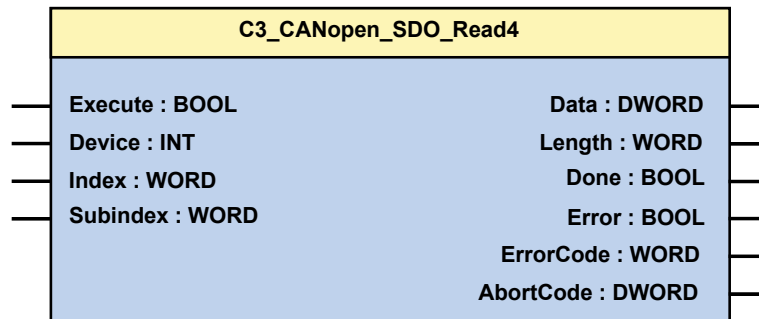 C3_CANopen_SDO_Read4
Execute : BOOL
Data : DWORD
Device : INT
Length : WORD
Index : WORD
Done : BOOL
Subindex : WORD
Error : BOOL
ErrorCode : WORD
AbortCode : DWORD